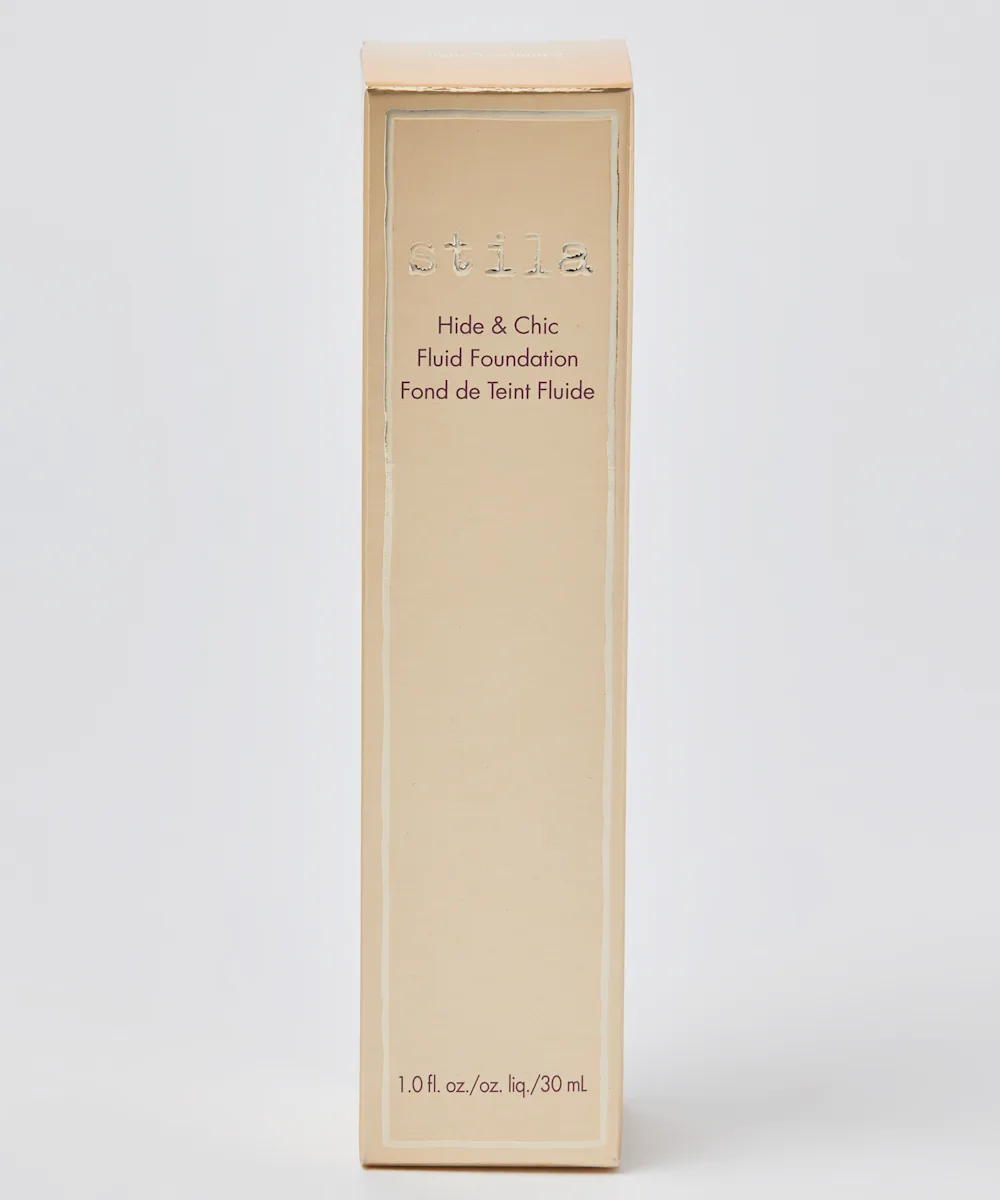 stila
Hide & Chic
Fluid Foundation
Fond de Teint Fluide
1.0 fl. oz./oz. liq./30 mL